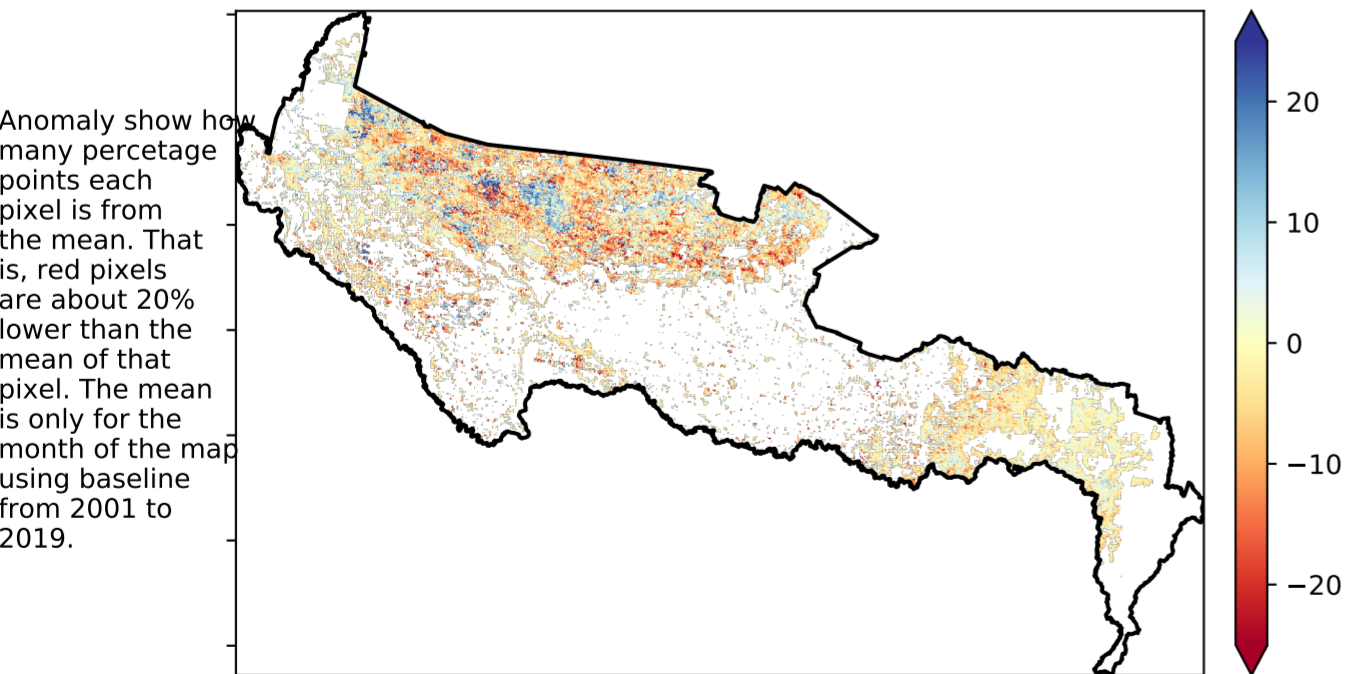 Anomaly show how
many percetage
points each
pixel is from
the mean. That
is, red pixels
are about 20%
lower than the
mean of that
pixel. The mean
is only for the
month of the map
using baseline
from 2001 to
2019.
20
10
0
−10
−20